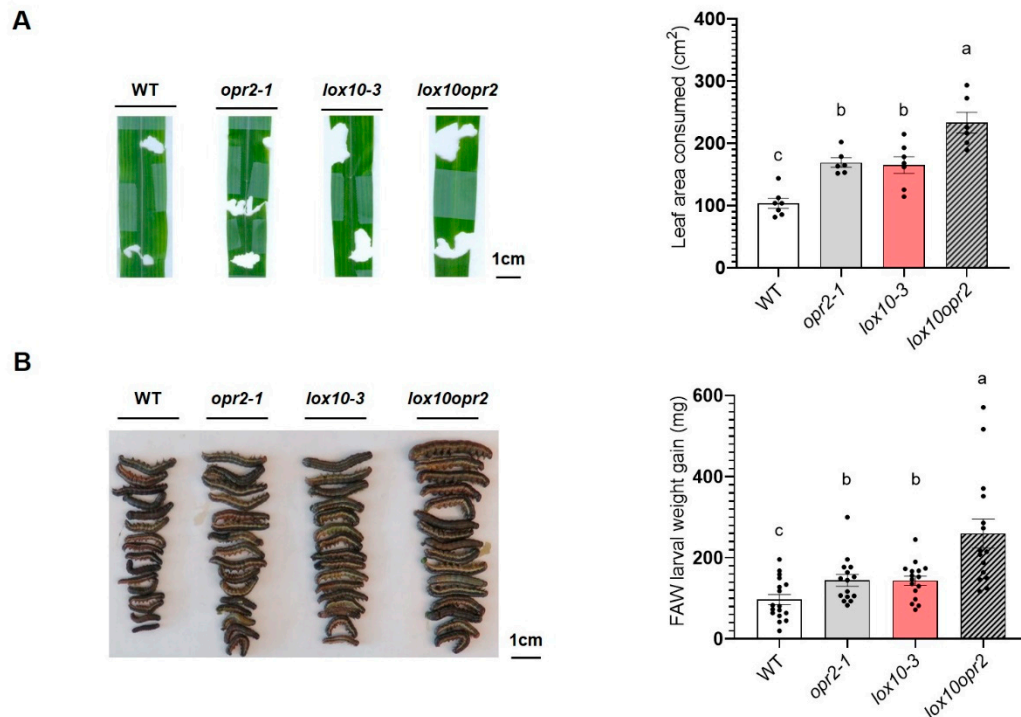 A
WT opr2-1 lox10-3 lox10opr2
1cm
Leaf area consumed (cm²)
400
300
200
100
0
c
b
b
a
WT
opr2-1
lox10-3
lox10opr2
B
WT opr2-1 lox10-3 lox10opr2
1cm
FAW larval weight gain (mg)
600
400
200
0
c
b
b
a
WT
opr2-1
lox10-3
lox10opr2